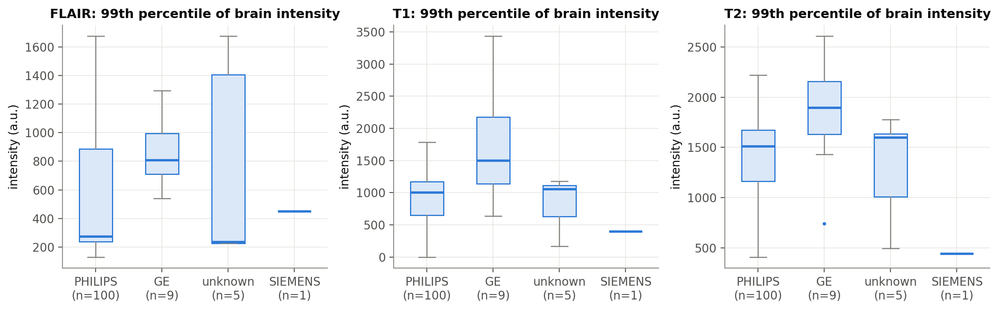 FLAIR: 99th percentile of brain intensity
intensity (a.u.)
1600
1400
1200
1000
800
600
400
200
PHILIPS
(n=100)
GE
(n=9)
unknown
(n=5)
SIEMENS
(n=1)
T1: 99th percentile of brain intensity
intensity (a.u.)
3500
3000
2500
2000
1500
1000
500
0
PHILIPS
(n=100)
GE
(n=9)
unknown
(n=5)
SIEMENS
(n=1)
T2: 99th percentile of brain intensity
intensity (a.u.)
2500
2000
1500
1000
500
PHILIPS
(n=100)
GE
(n=9)
unknown
(n=5)
SIEMENS
(n=1)